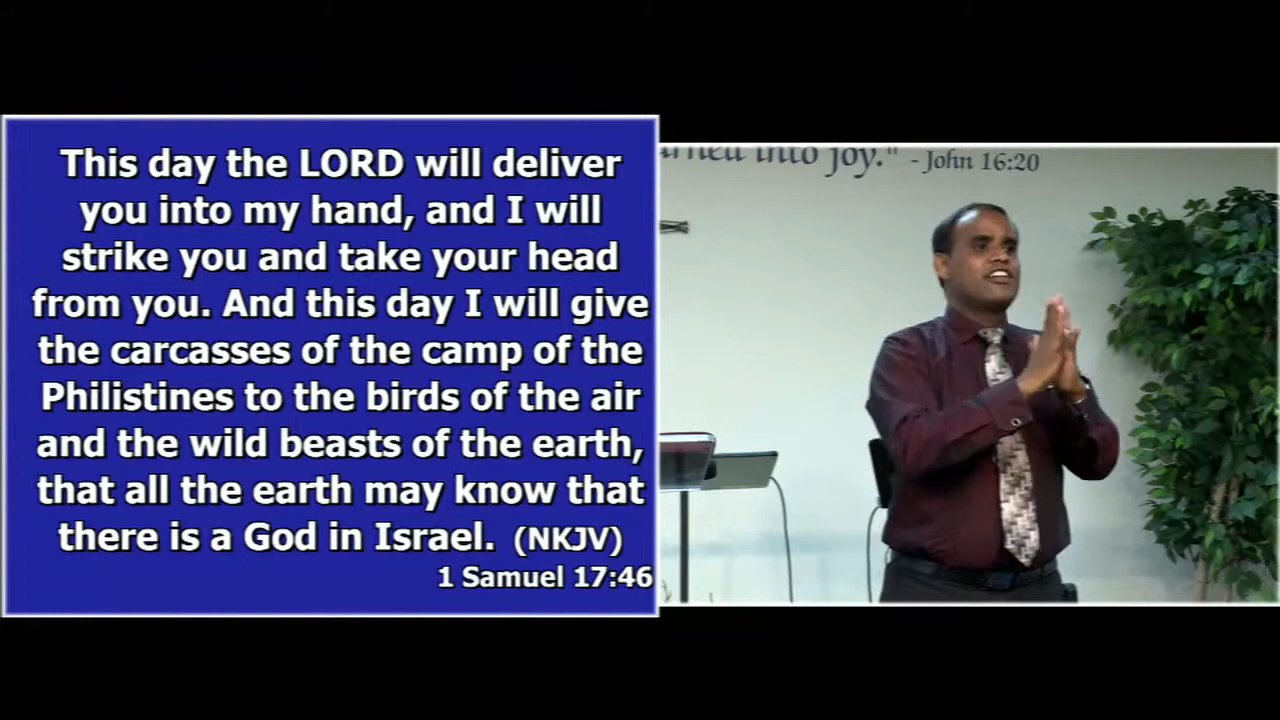 This day the LORD will deliver
you into my hand, and I will
strike you and take your head
from you. And this day I will give
the carcasses of the camp of the
Philistines to the birds of the air
and the wild beasts of the earth,
that all the earth may know that
there is a God in Israel. (NKJV)
1 Samuel 17:46
into joy." - John 16:20